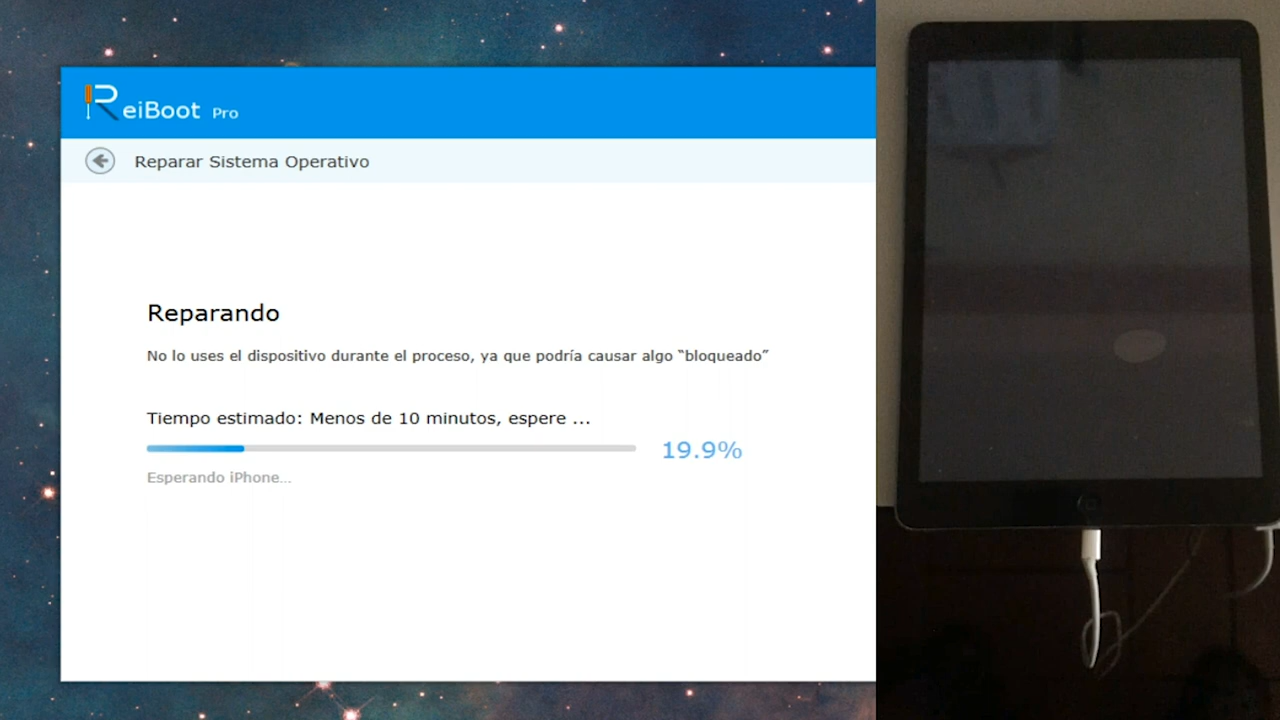 ReiBoot Pro
Reparar Sistema Operativo
Reparando
No lo uses el dispositivo durante el proceso, ya que podría causar algo “bloqueado”
Tiempo estimado: Menos de 10 minutos, espere ...
19.9%
Esperando iPhone...